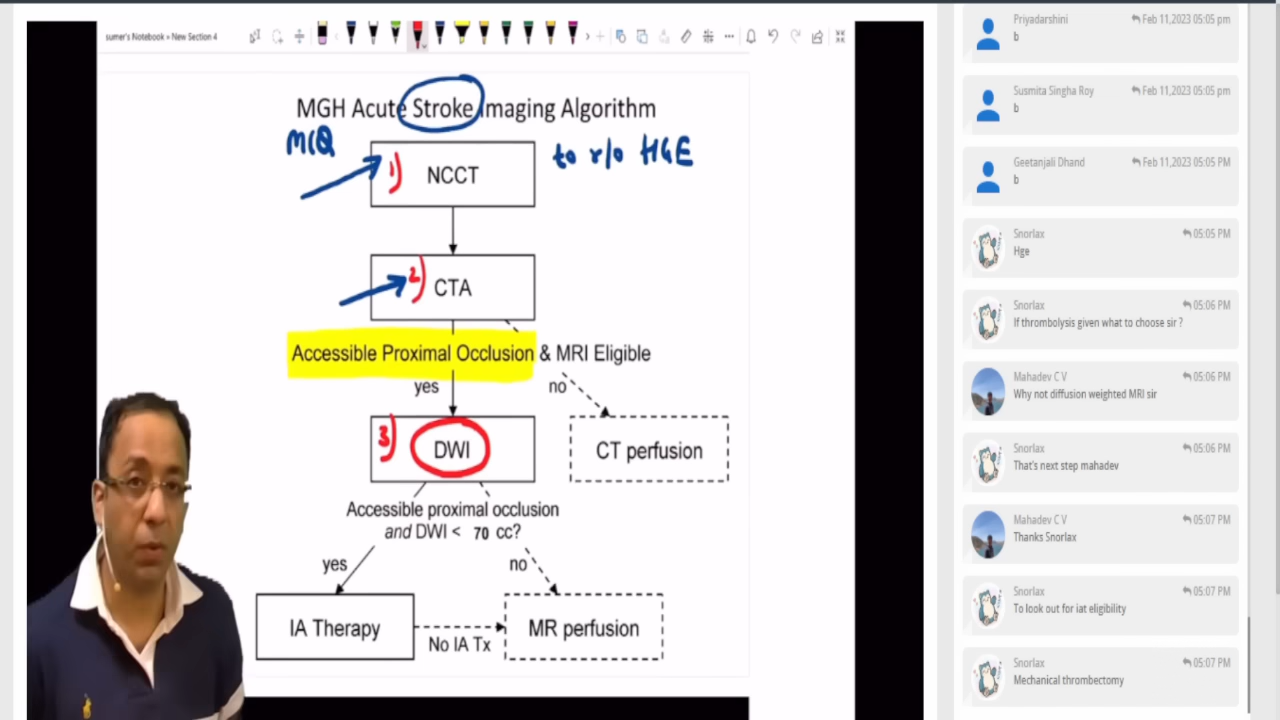 sumer's Notebook » New Section 4
MGH Acute Stroke Imaging Algorithm
MCQ
1)
NCCT
to r/o HGE
2)
CTA
Accessible Proximal Occlusion & MRI Eligible
yes
no
3)
DWI
CT perfusion
Accessible proximal occlusion
and DWI < 70 cc?
yes
no
IA Therapy
No IA Tx
MR perfusion
Priyadarshini Feb 11,2023 05:05 pm
b
Susmita Singha Roy Feb 11,2023 05:05 pm
b
Geetanjali Dhand Feb 11,2023 05:05 PM
b
Snorlax 05:05 PM
Hge
Snorlax 05:06 PM
If thrombolysis given what to choose sir ?
Mahadev C V 05:06 PM
Why not diffusion weighted MRI sir
Snorlax 05:06 PM
That's next step mahadev
Mahadev C V 05:07 PM
Thanks Snorlax
Snorlax 05:07 PM
To look out for iat eligibility
Snorlax 05:07 PM
Mechanical thrombectomy